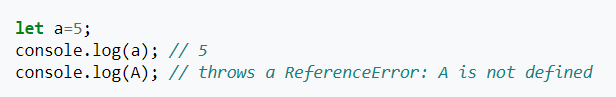 let a=5;
console.log(a); // 5
console.log(A); // throws a ReferenceError: A is not defined